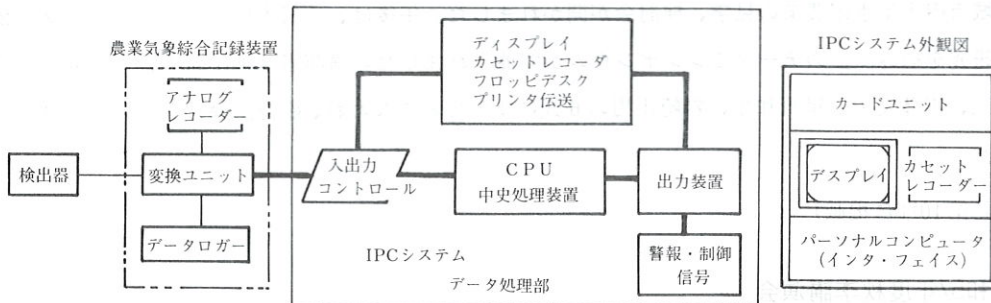 農業気象綜合記録装置
アナログ
レコーダー
検出器
変換ユニット
データロガー
ディスプレイ
カセットレコーダ
フロッピデスク
プリンタ伝送
入出力
コントロール
CPU
中史処理装置
出力装置
警報・制御
信号
IPCシステム
データ処理部
IPCシステム外観図
カードユニット
デスプレイ
カセット
レコーダー
パーソナルコンピュータ
(インタ・フェイス)